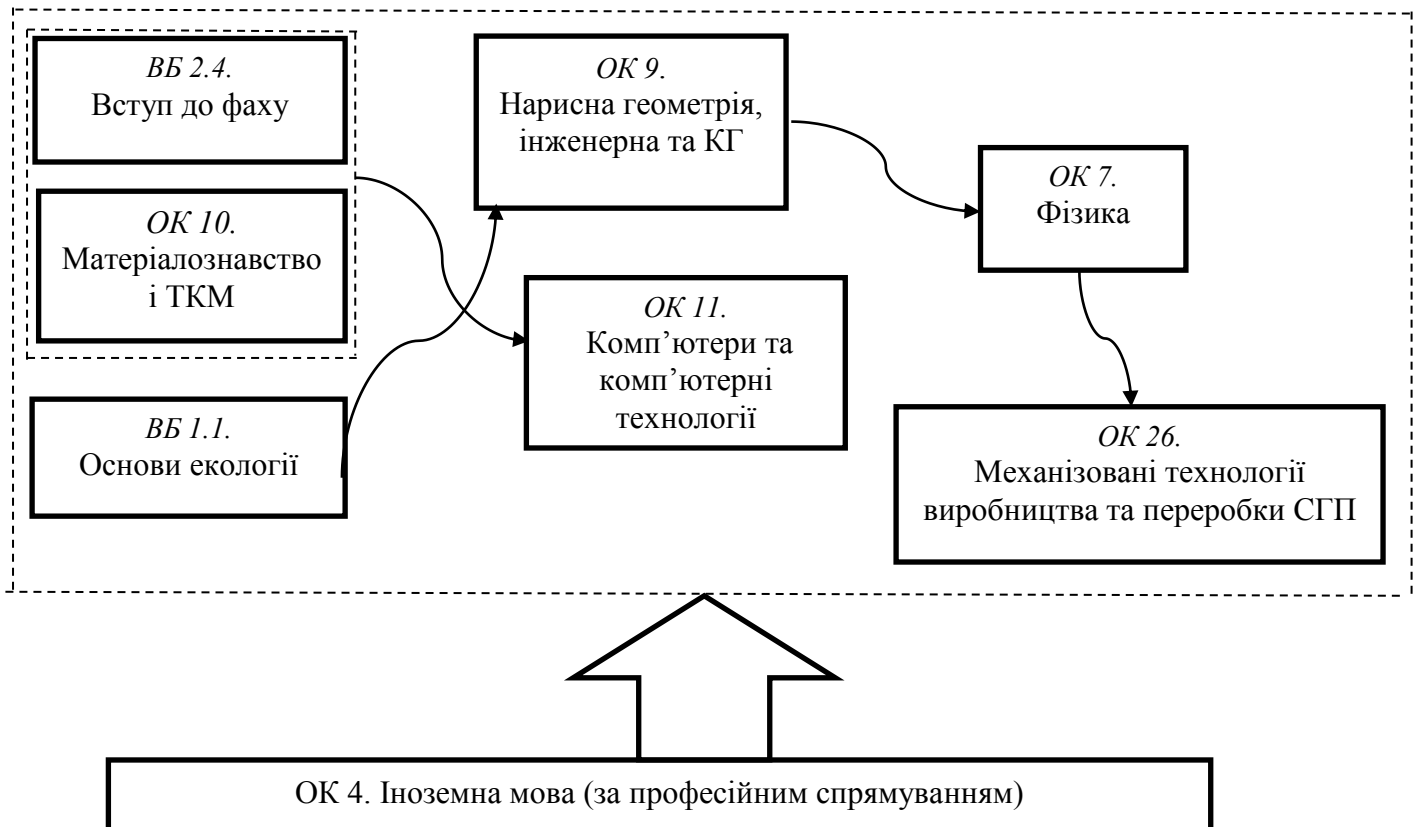 ВБ 2.4.
Вступ до фаху
ОК 10.
Матеріалознавство
і ТКМ
ВБ 1.1.
Основи екології
ОК 9.
Нарисна геометрія,
інженерна та КГ
ОК 11.
Комп’ютери та
комп’ютерні
технології
ОК 7.
Фізика
ОК 26.
Механізовані технології
виробництва та переробки СГП
ОК 4. Іноземна мова (за професійним спрямуванням)